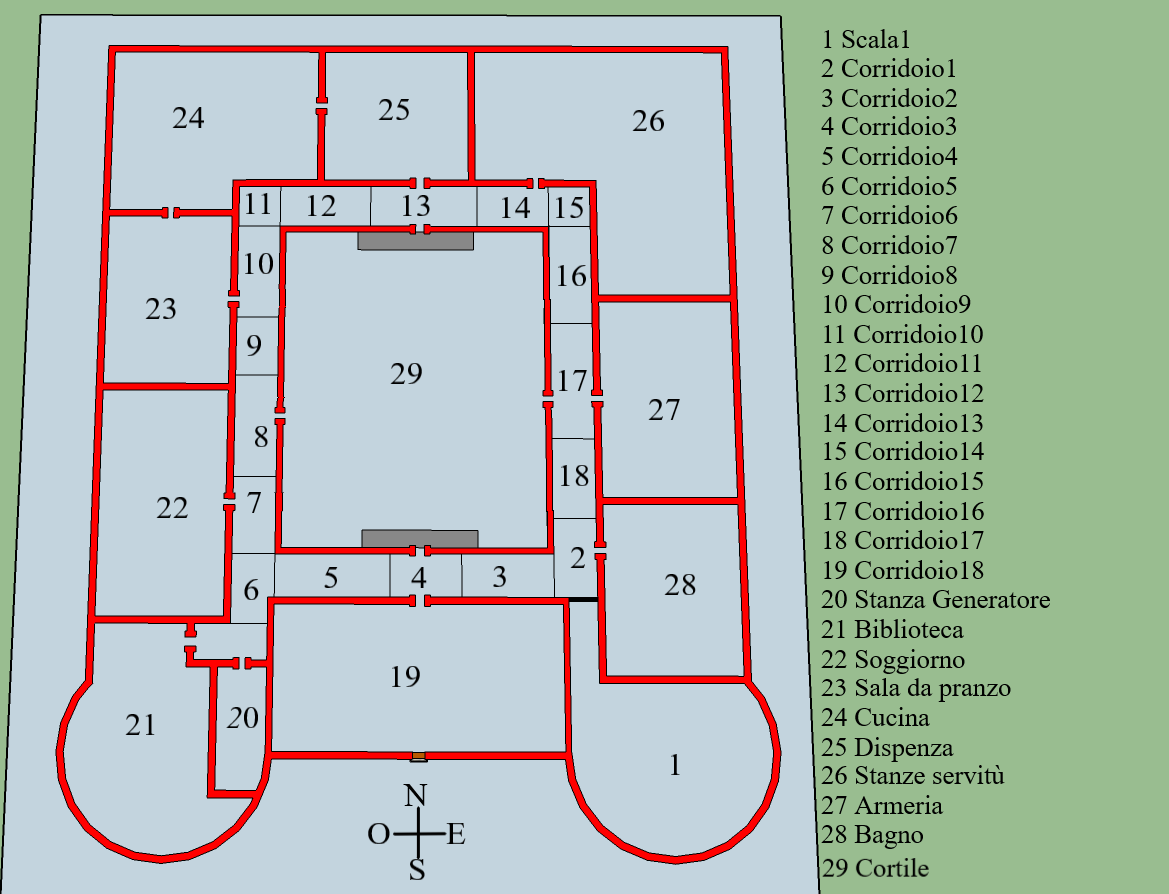 24
25
26
11
12
13
14
15
10
16
23
9
29
17
27
8
18
22
7
2
5
4
3
28
6
19
21
20
1
N
O E
S
1 Scala1
2 Corridoio1
3 Corridoio2
4 Corridoio3
5 Corridoio4
6 Corridoio5
7 Corridoio6
8 Corridoio7
9 Corridoio8
10 Corridoio9
11 Corridoio10
12 Corridoio11
13 Corridoio12
14 Corridoio13
15 Corridoio14
16 Corridoio15
17 Corridoio16
18 Corridoio17
19 Corridoio18
20 Stanza Generatore
21 Biblioteca
22 Soggiorno
23 Sala da pranzo
24 Cucina
25 Dispenza
26 Stanze servitù
27 Armeria
28 Bagno
29 Cortile